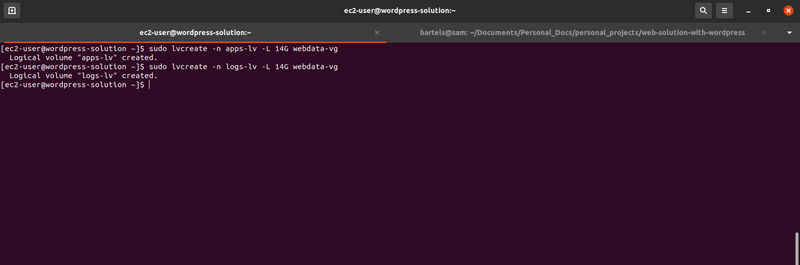 ec2-user@wordpress-solution:~
ec2-user@wordpress-solution:~
bartels@sam: ~/Documents/Personal_Docs/personal_projects/web-solution-with-wordpress
[ec2-user@wordpress-solution ~]$ sudo lvcreate -n apps-lv -L 14G webdata-vg
  Logical volume "apps-lv" created.
[ec2-user@wordpress-solution ~]$ sudo lvcreate -n logs-lv -L 14G webdata-vg
  Logical volume "logs-lv" created.
[ec2-user@wordpress-solution ~]$